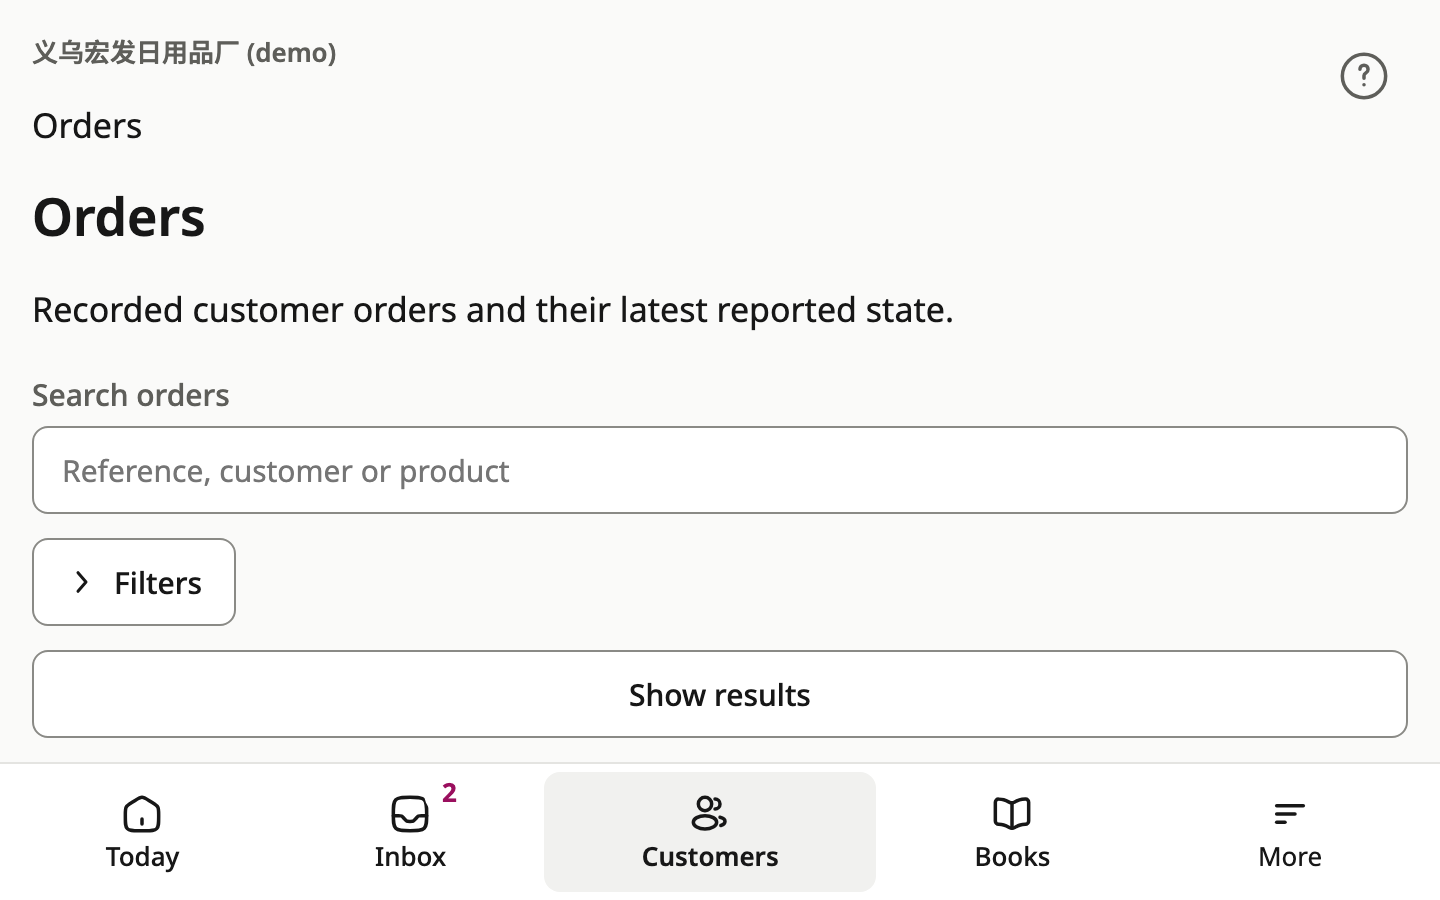 义乌宏发日用品厂 (demo)
Orders
Orders
Recorded customer orders and their latest reported state.
Search orders
Reference, customer or product
Filters
Show results
Today
Inbox 2
Customers
Books
More